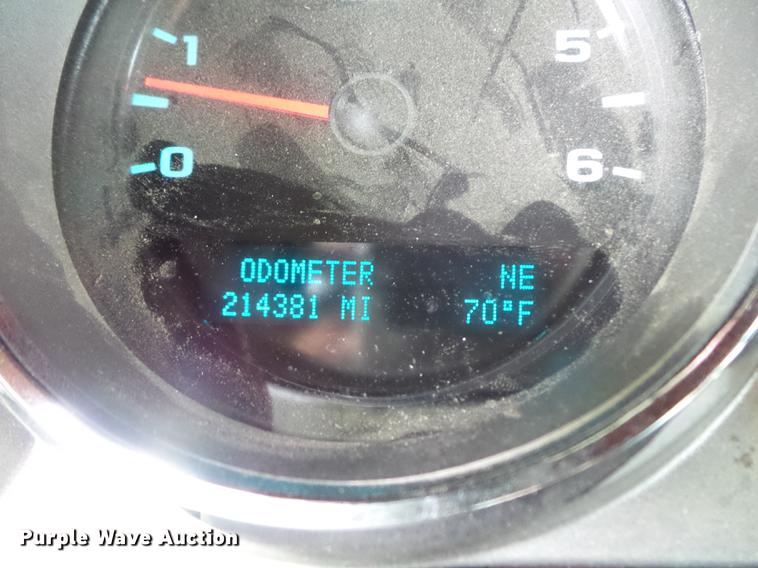 1
5
0
6
ODOMETER NE
214381 MI 70°F
Purple Wave Auction